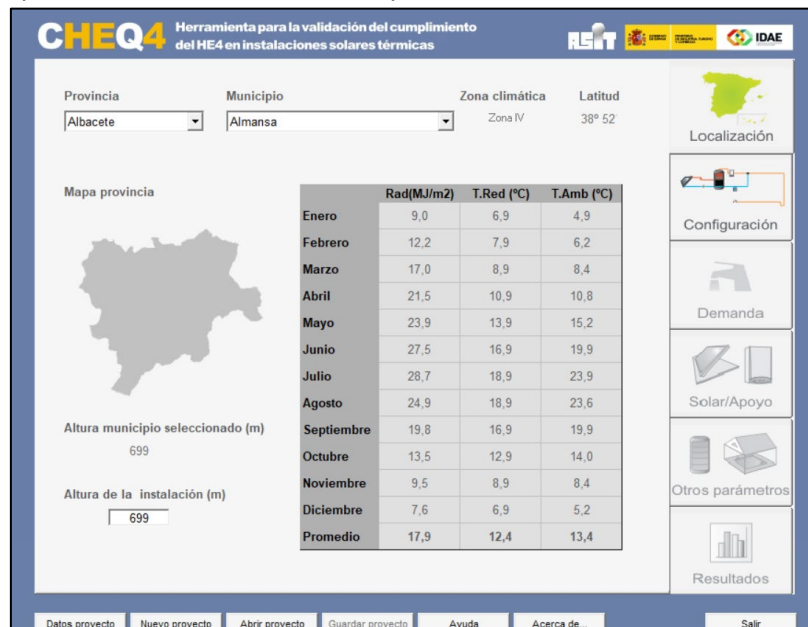 CHEQ4 Herramienta para la validación del cumplimiento
del HE4 en instalaciones solares térmicas
ASIT
IDAE
Provincia Municipio Zona climática Latitud
Albacete Almansa Zona IV 38º 52'
Localización
Mapa provincia
Rad(MJ/m2) T.Red (ºC) T.Amb (ºC)
Enero 9,0 6,9 4,9
Febrero 12,2 7,9 6,2
Marzo 17,0 8,9 8,4
Abril 21,5 10,9 10,8
Mayo 23,9 13,9 15,2
Junio 27,5 16,9 19,9
Julio 28,7 18,9 23,9
Agosto 24,9 18,9 23,6
Septiembre 19,8 16,9 19,9
Octubre 13,5 12,9 14,0
Noviembre 9,5 8,9 8,4
Diciembre 7,6 6,9 5,2
Promedio 17,9 12,4 13,4
Altura municipio seleccionado (m)
699
Altura de la instalación (m)
699
Configuración
Demanda
Solar/Apoyo
Otros parámetros
Resultados
Datos proyecto Nuevo proyecto Abrir proyecto Guardar proyecto Ayuda Acerca de... Salir